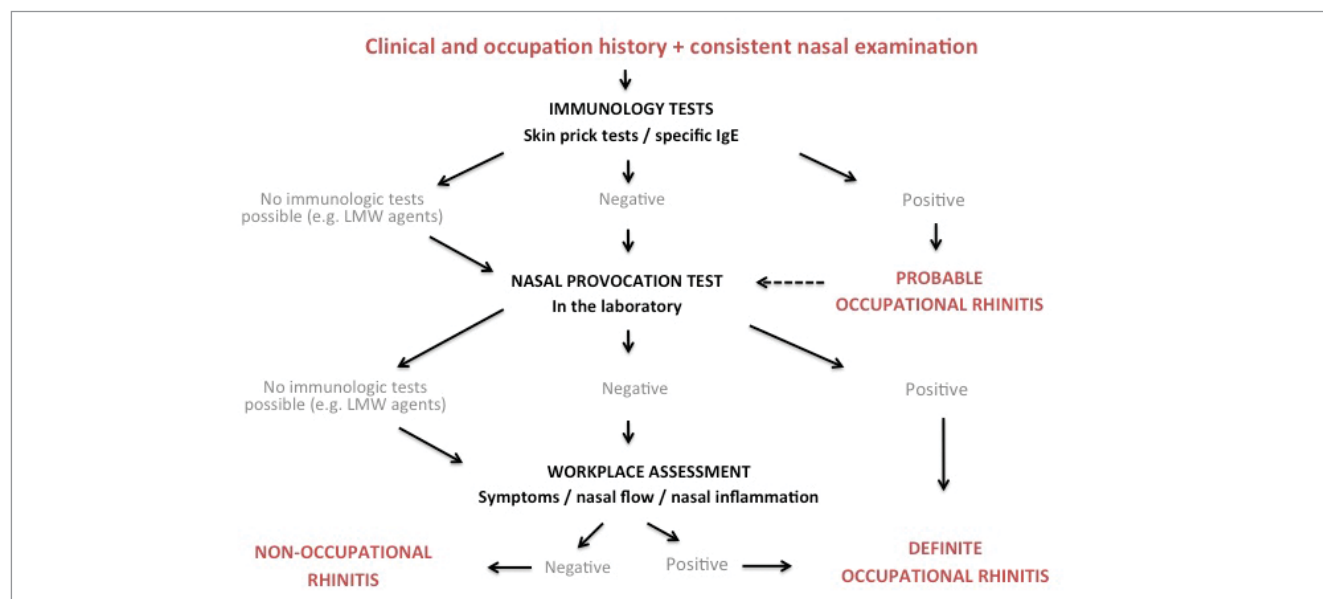 Clinical and occupation history + consistent nasal examination
IMMUNOLOGY TESTS
Skin prick tests / specific IgE
No immunologic tests
possible (e.g. LMW agents)
Negative
Positive
NASAL PROVOCATION TEST
In the laboratory
PROBABLE
OCCUPATIONAL RHINITIS
No immunologic tests
possible (e.g. LMW agents)
Negative
Positive
WORKPLACE ASSESSMENT
Symptoms / nasal flow / nasal inflammation
NON-OCCUPATIONAL
RHINITIS
Negative
Positive
DEFINITE
OCCUPATIONAL RHINITIS